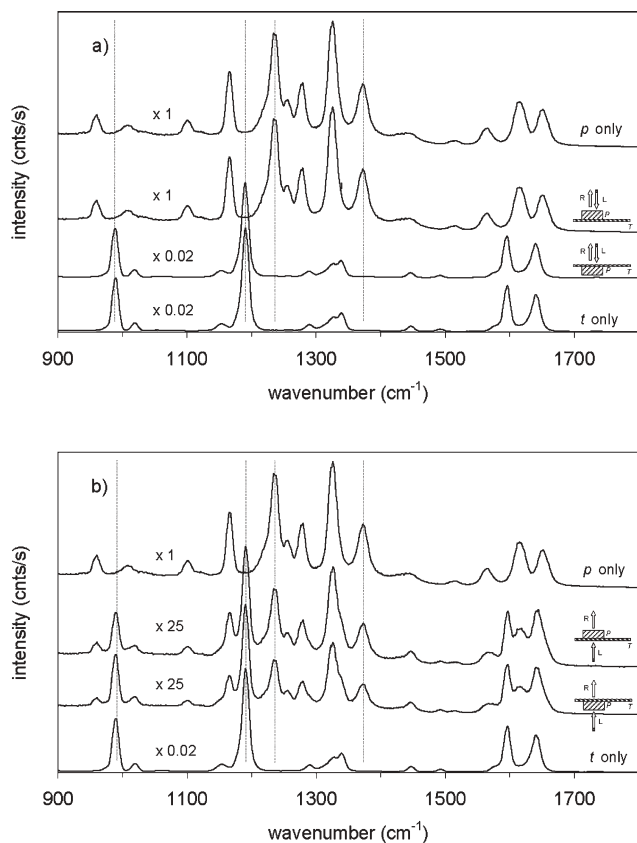 a)
intensity (cnts/s)
x 1
p only
x 1
R L P T
x 0.02
R L P T
x 0.02
t only
900 1100 1300 1500 1700
wavenumber (cm⁻¹)
b)
intensity (cnts/s)
x 1
p only
x 25
R P T L
x 25
R T P L
x 0.02
t only
900 1100 1300 1500 1700
wavenumber (cm⁻¹)